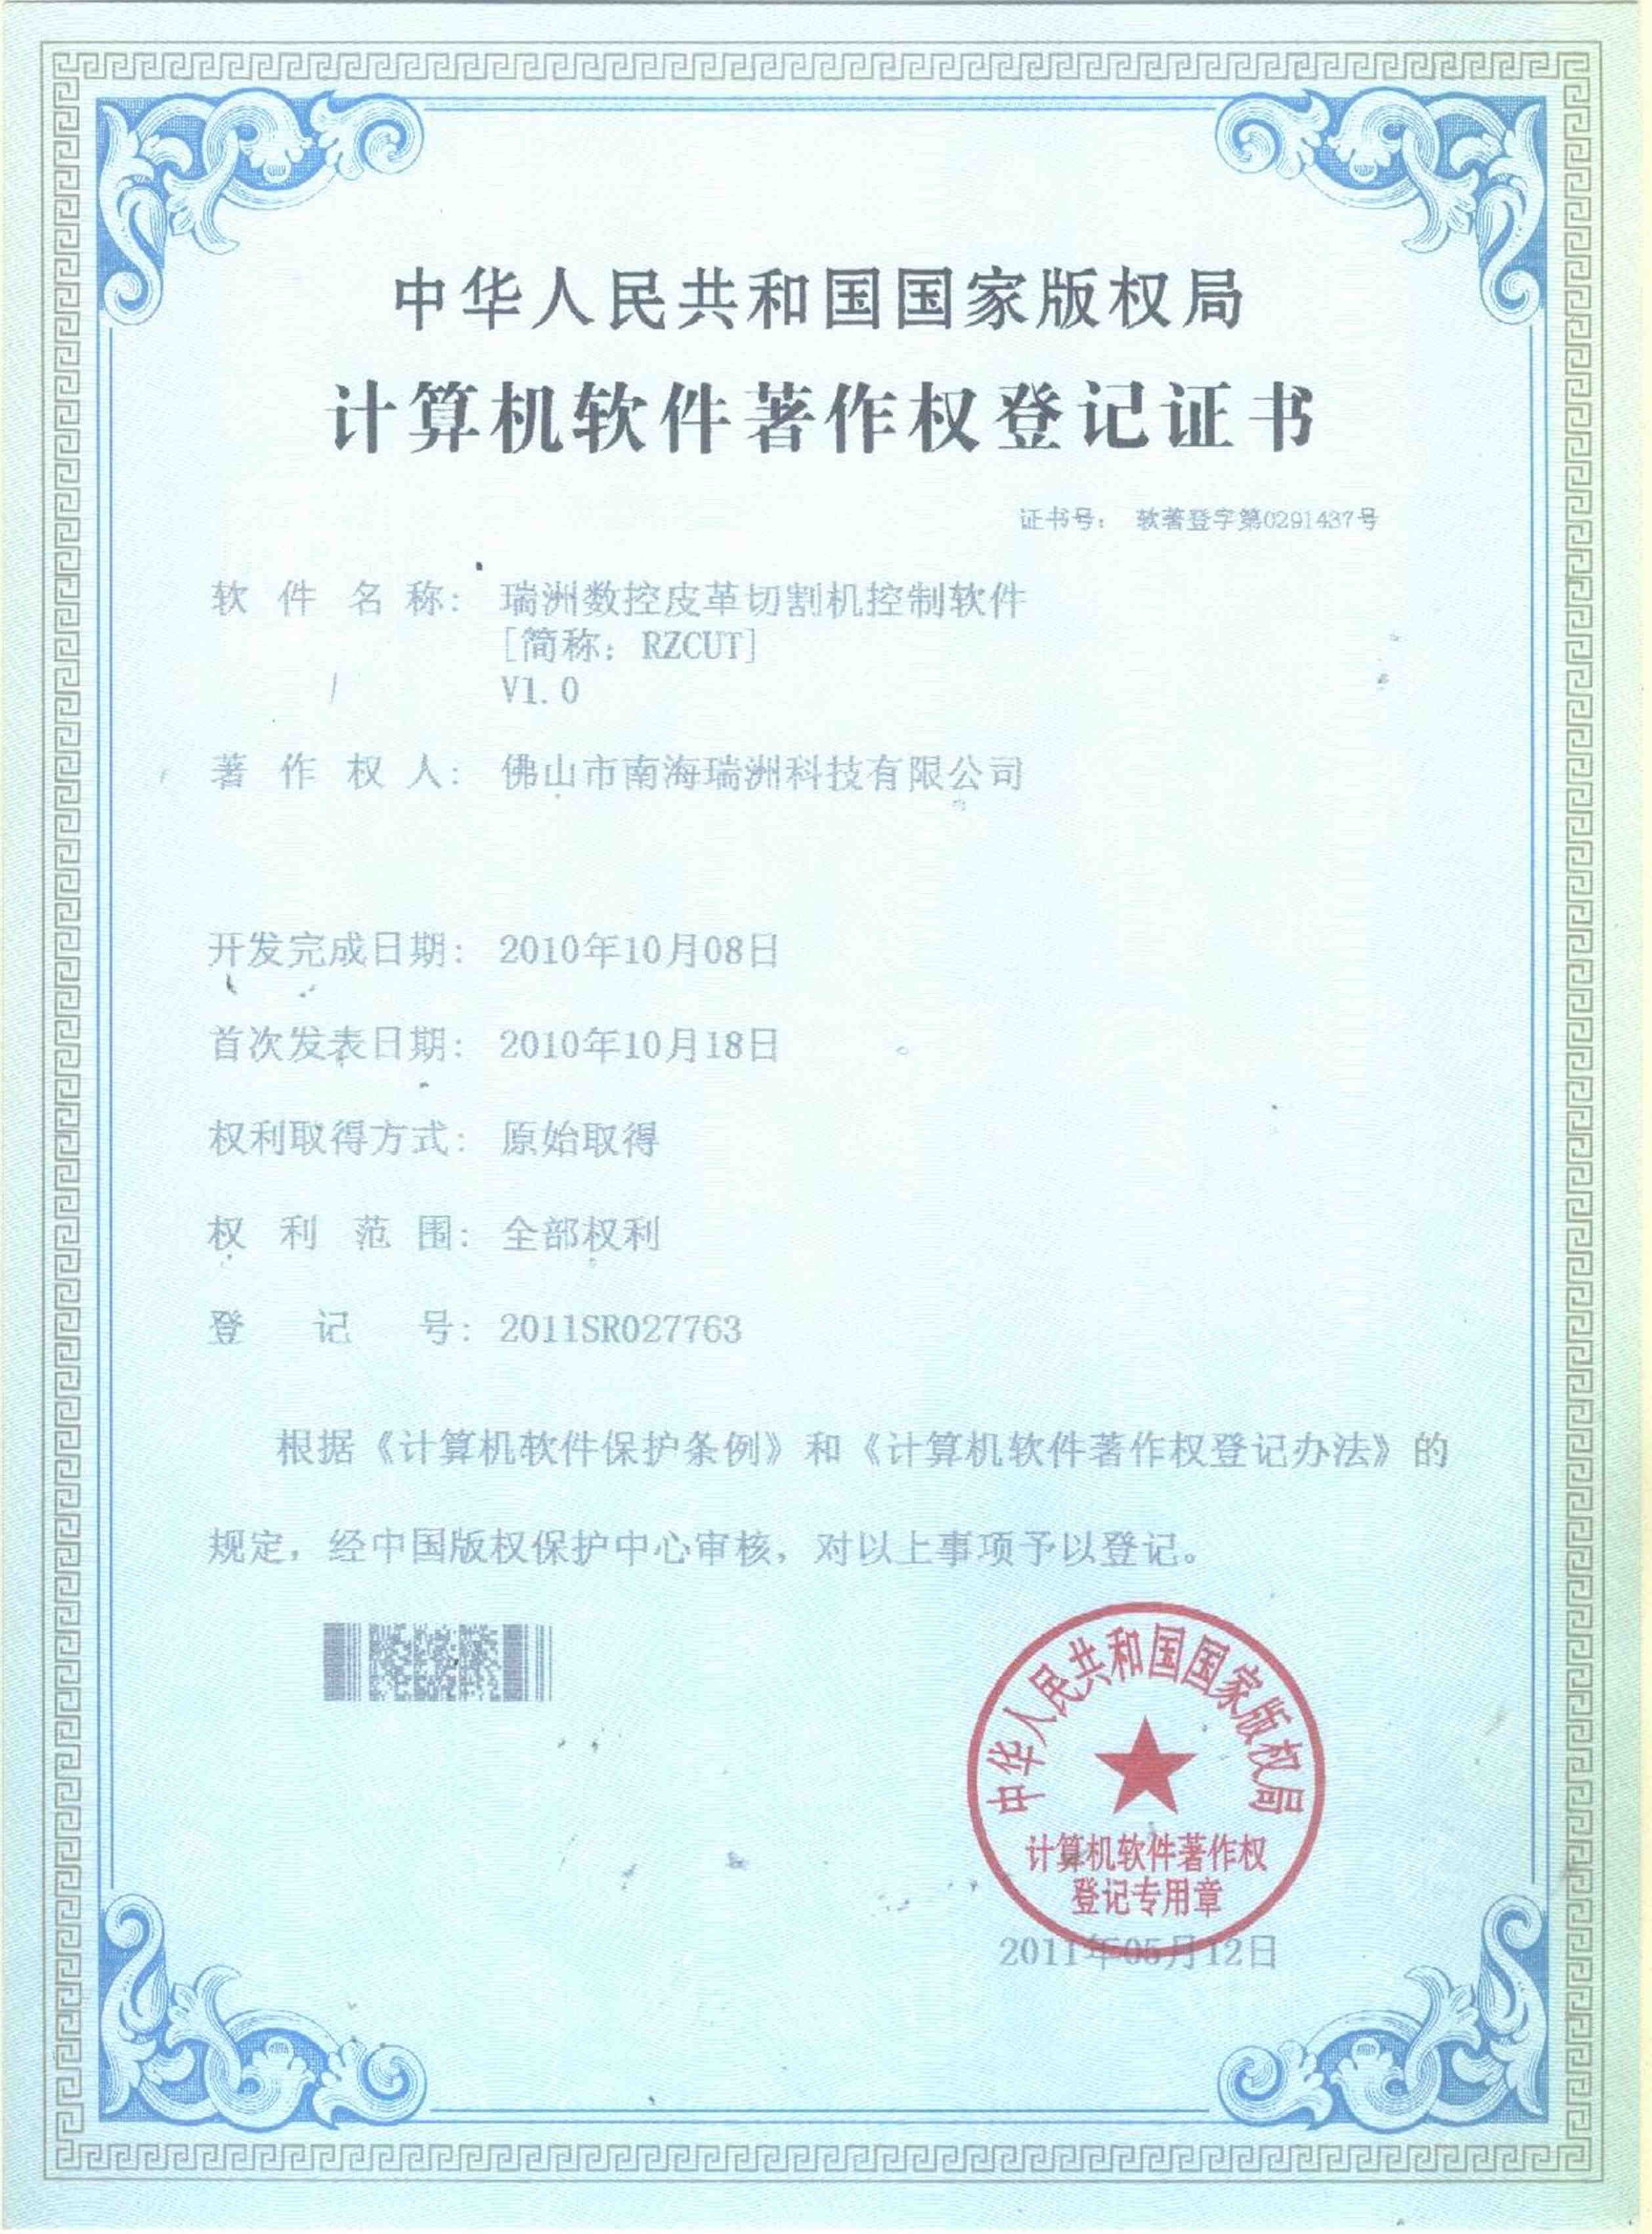 中华人民共和国国家版权局
计算机软件著作权登记证书
证书号： 软著登字第0291437号
软件名称： 瑞洲数控皮革切割机控制软件
[简称：RZCUT]
V1.0
著作权人： 佛山市南海瑞洲科技有限公司
开发完成日期： 2010年10月08日
首次发表日期： 2010年10月18日
权利取得方式： 原始取得
权利范围： 全部权利
登记号： 2011SR027763
根据《计算机软件保护条例》和《计算机软件著作权登记办法》的
规定，经中国版权保护中心审核，对以上事项予以登记。
中华人民共和国国家版权局
计算机软件著作权
登记专用章
2011年05月12日